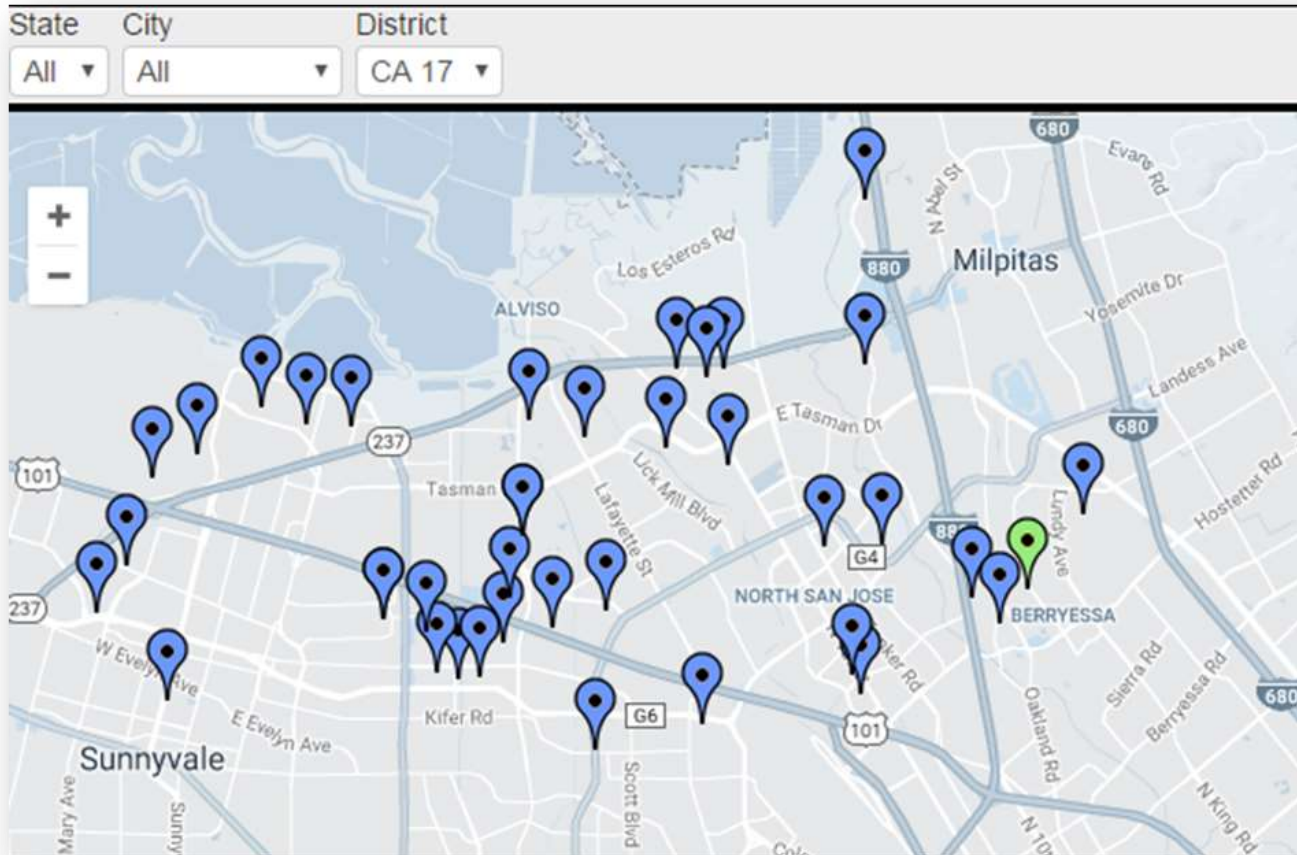 State City District
All All CA 17
+
−
680
Evans Rd
N Abel St
Los Esteros Rd
880
Milpitas
Yosemite Dr
ALVISO
Landess Ave
E Tasman Dr
680
237
101
Tasman
Lick Mill Blvd
Hostetter Rd
Lafayette St
Lundy Ave
G4
237
NORTH SAN JOSE
BERRYESSA
W Evelyn Ave
Sierra Rd
Berryessa Rd
680
G6
Kifer Rd
E Evelyn Ave
101
Oakland Rd
Sunnyvale
Scott Blvd
Mary Ave
Sunny
N King Rd